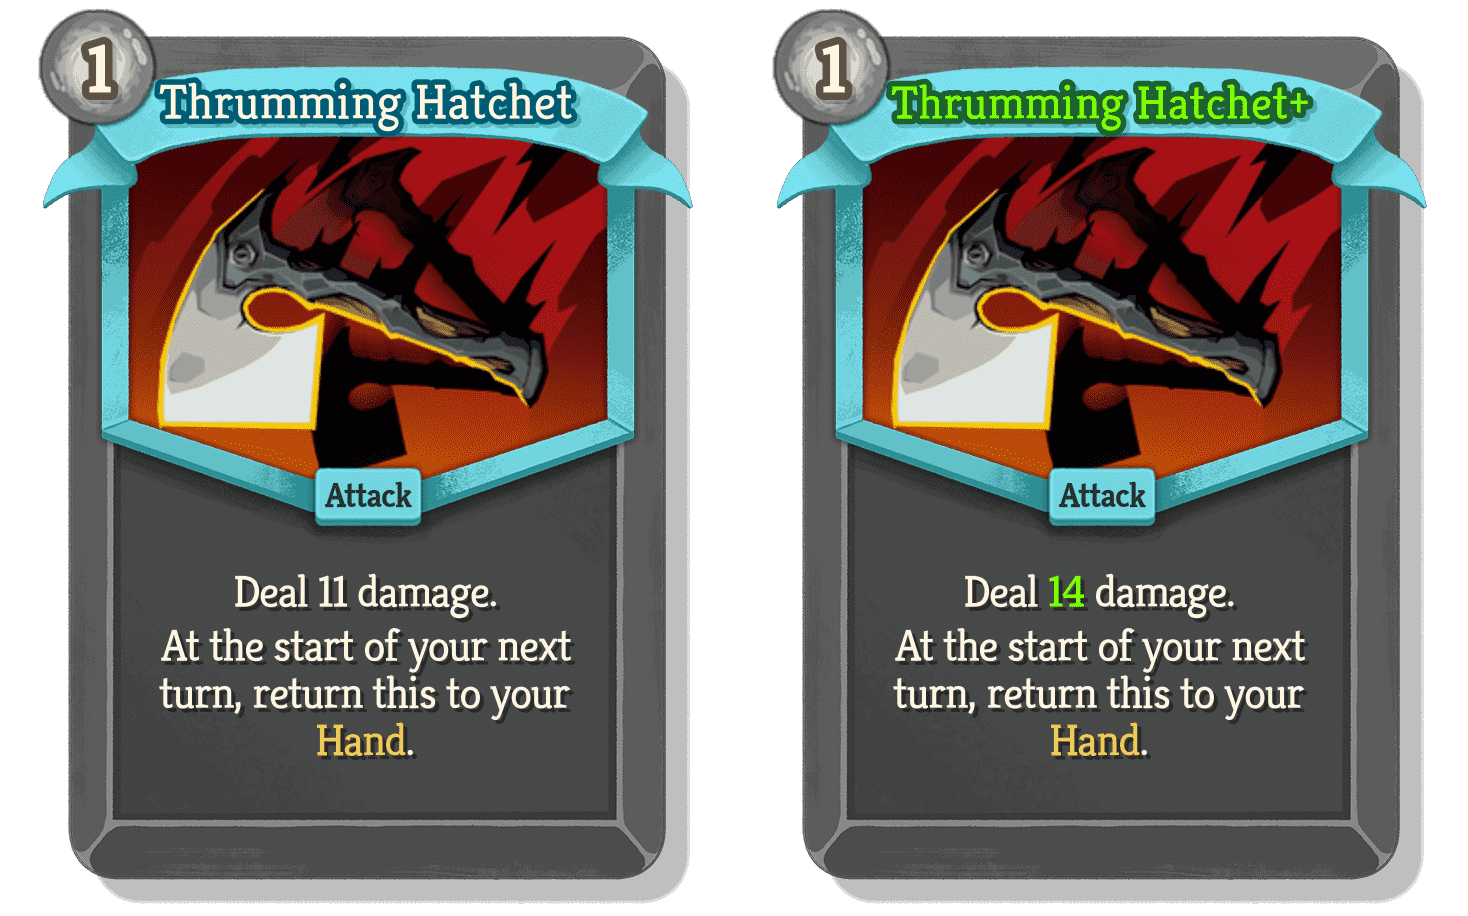 1
Thrumming Hatchet
Attack
Deal 11 damage.
At the start of your next
turn, return this to your
Hand.
1
Thrumming Hatchet+
Attack
Deal 14 damage.
At the start of your next
turn, return this to your
Hand.